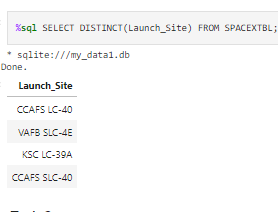 %sql SELECT DISTINCT(Launch_Site) FROM SPACEXTBL;
* sqlite:///my_data1.db
Done.
Launch_Site
CCAFS LC-40
VAFB SLC-4E
KSC LC-39A
CCAFS SLC-40